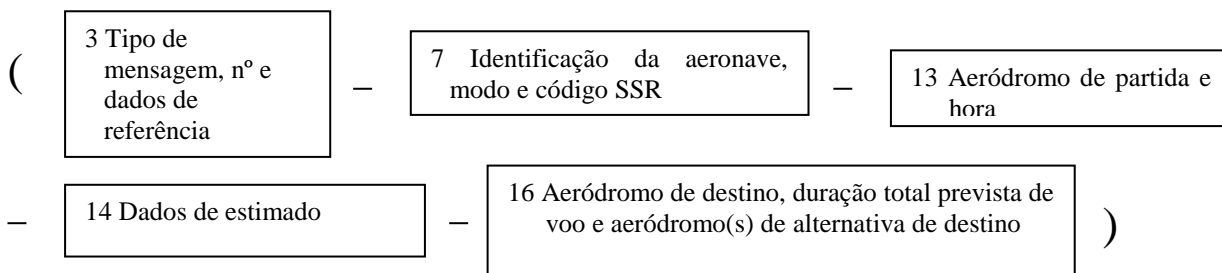 (
3 Tipo de
mensagem, nº e
dados de
referência
–
7 Identificação da aeronave,
modo e código SSR
–
13 Aeródromo de partida e
hora
–
14 Dados de estimado
–
16 Aeródromo de destino, duração total prevista de
voo e aeródromo(s) de alternativa de destino
)